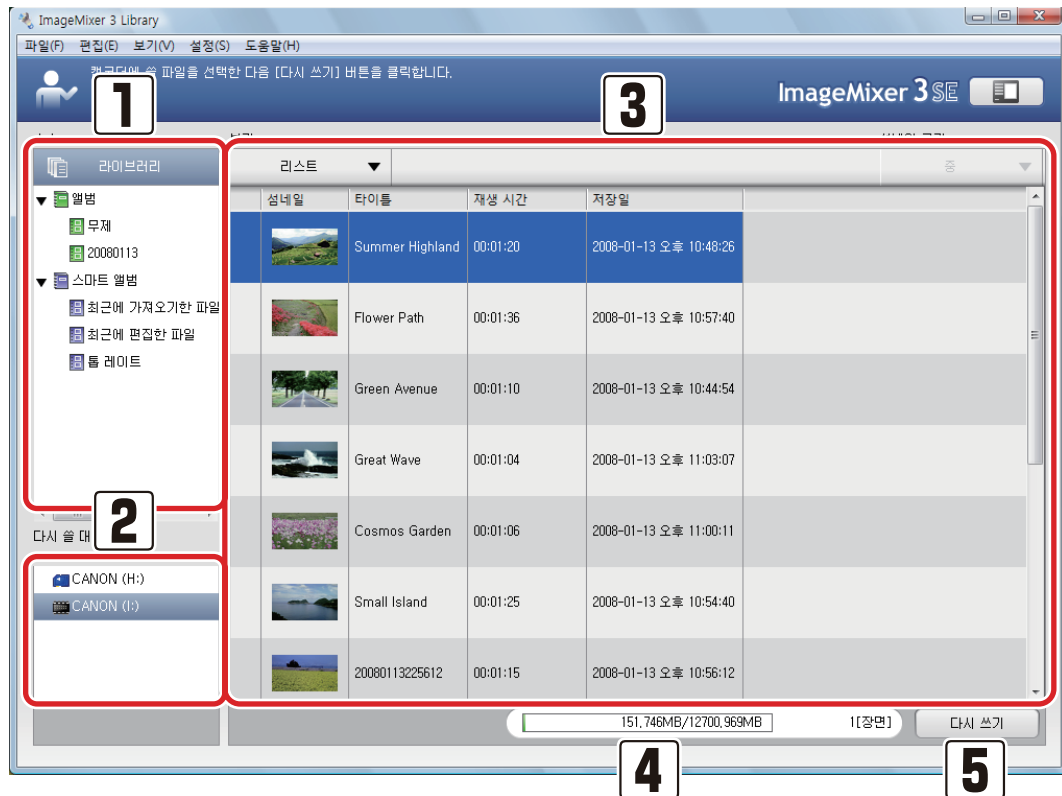 ImageMixer 3 Library
파일(F) 편집(E) 보기(V) 설정(S) 도움말(H)
쓸 파일을 선택한 다음 [다시 쓰기] 버튼을 클릭합니다.
ImageMixer 3 SE
1
3
라이브러리
리스트
중
앨범
무제
20080113
스마트 앨범
최근에 가져오기한 파일
최근에 편집한 파일
톱 레이트
섬네일 타이틀 재생 시간 저장일
Summer Highland 00:01:20 2008-01-13 오후 10:48:26
Flower Path 00:01:36 2008-01-13 오후 10:57:40
Green Avenue 00:01:10 2008-01-13 오후 10:44:54
Great Wave 00:01:04 2008-01-13 오후 11:03:07
Cosmos Garden 00:01:06 2008-01-13 오후 11:00:11
Small Island 00:01:25 2008-01-13 오후 10:54:40
20080113225612 00:01:15 2008-01-13 오후 10:56:12
2
다시 쓸
CANON (H:)
CANON (I:)
151,746MB/12700,969MB 1[장면]
다시 쓰기
4
5